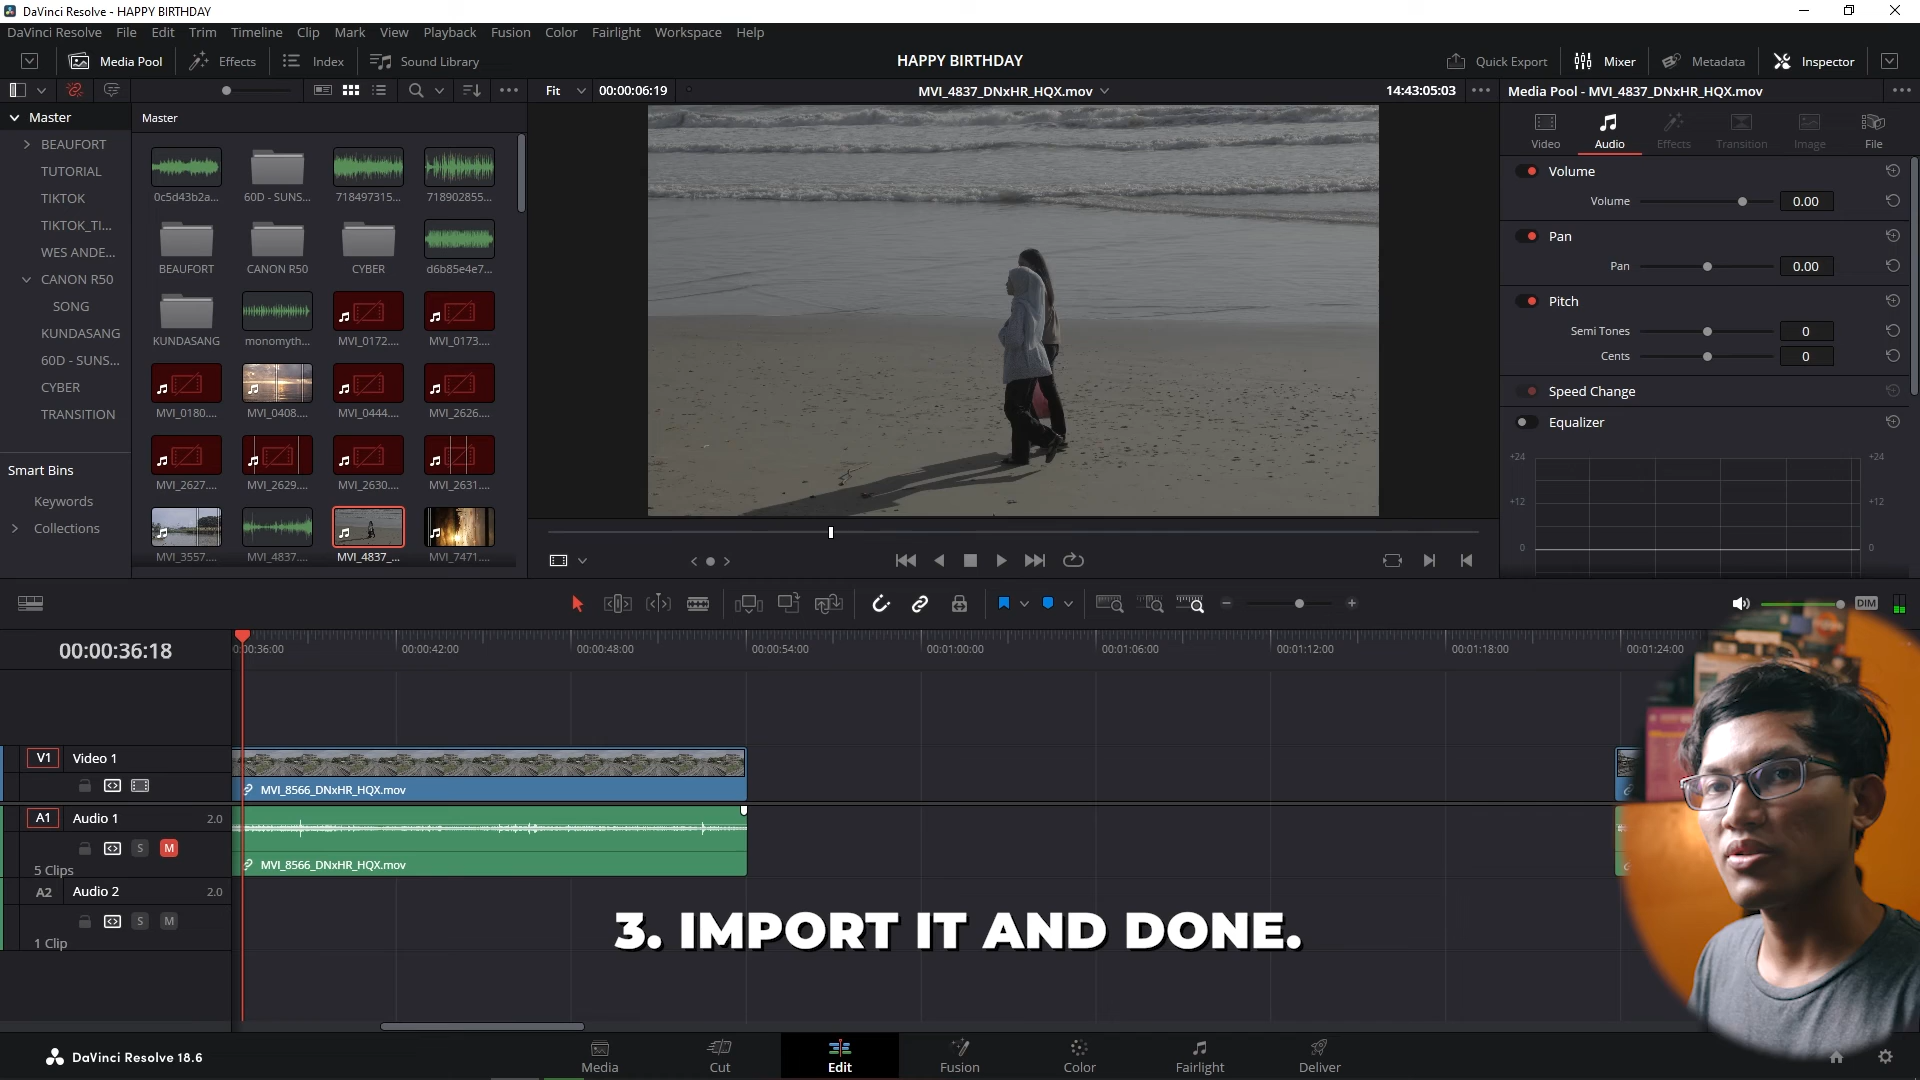 DaVinci Resolve - HAPPY BIRTHDAY
DaVinci Resolve File Edit Trim Timeline Clip Mark View Playback Fusion Color Fairlight Workspace Help
Media Pool Effects Index Sound Library HAPPY BIRTHDAY Quick Export Mixer Metadata Inspector
Fit 00:00:06:19 MVI_4837_DNxHR_HQX.mov 14:43:05:03 Media Pool - MVI_4837_DNxHR_HQX.mov
Master
BEAUFORT
TUTORIAL
TIKTOK
TIKTOK_TI...
WES ANDE...
CANON R50
SONG
KUNDASANG
60D - SUNS...
CYBER
TRANSITION
Smart Bins
Keywords
Collections
Master
0c5d43b2a... 60D - SUNS... 718497315... 718902855...
BEAUFORT CANON R50 CYBER d6b85e4e7...
KUNDASANG monomyth... MVI_0172.... MVI_0173....
MVI_0180.... MVI_0408.... MVI_0444.... MVI_2626....
MVI_2627.... MVI_2629.... MVI_2630.... MVI_2631....
MVI_3557.... MVI_4837.... MVI_4837_... MVI_7471....
Video Audio Effects Transition Image File
Volume
Volume 0.00
Pan
Pan 0.00
Pitch
Semi Tones 0
Cents 0
Speed Change
Equalizer
+24 +24
+12 +12
0 0
DIM
00:00:36:18
0:00:36:00 00:00:42:00 00:00:48:00 00:00:54:00 00:01:00:00 00:01:06:00 00:01:12:00 00:01:18:00 00:01:24:00
V1 Video 1
MVI_8566_DNxHR_HQX.mov
A1 Audio 1 2.0
S M
5 Clips
MVI_8566_DNxHR_HQX.mov
A2 Audio 2 2.0
S M
1 Clip
3. IMPORT IT AND DONE.
DaVinci Resolve 18.6
Media Cut Edit Fusion Color Fairlight Deliver